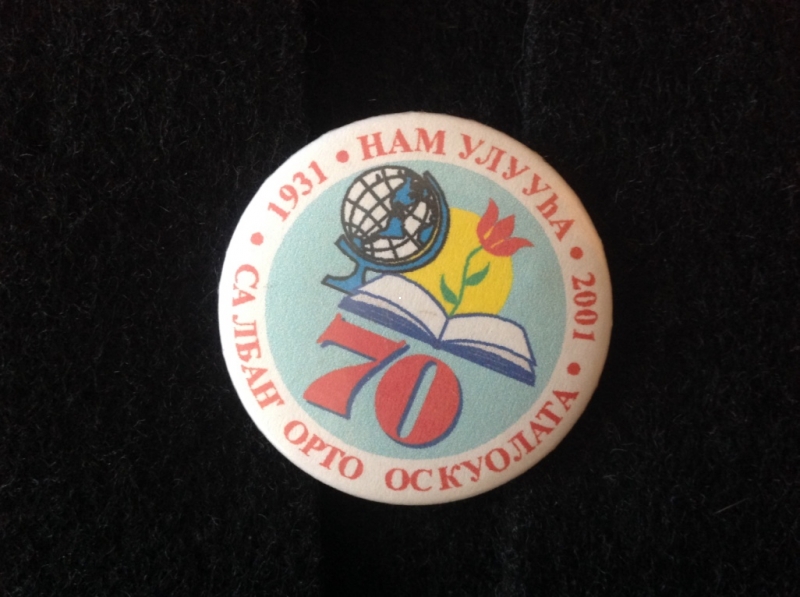 1931 • НАМ УЛУУҺА • 2001 •
САЛБАҤ ОРТО ОСКУОЛАТА
70